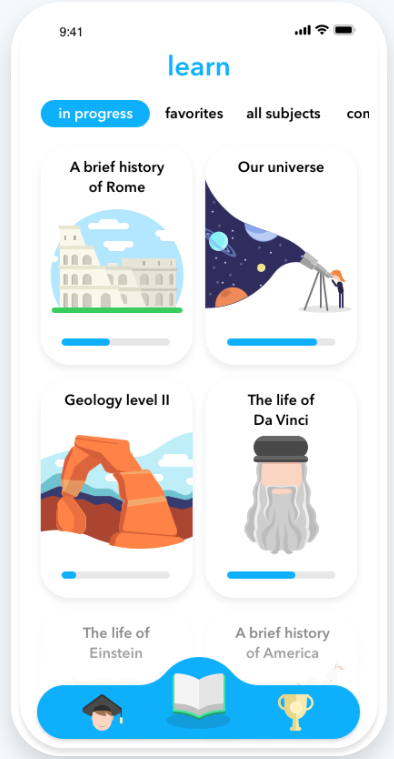 9:41
learn
in progress favorites all subjects
A brief history
of Rome
Our universe
Geology level II
The life of
Da Vinci
The life of
Einstein
A brief history
of America